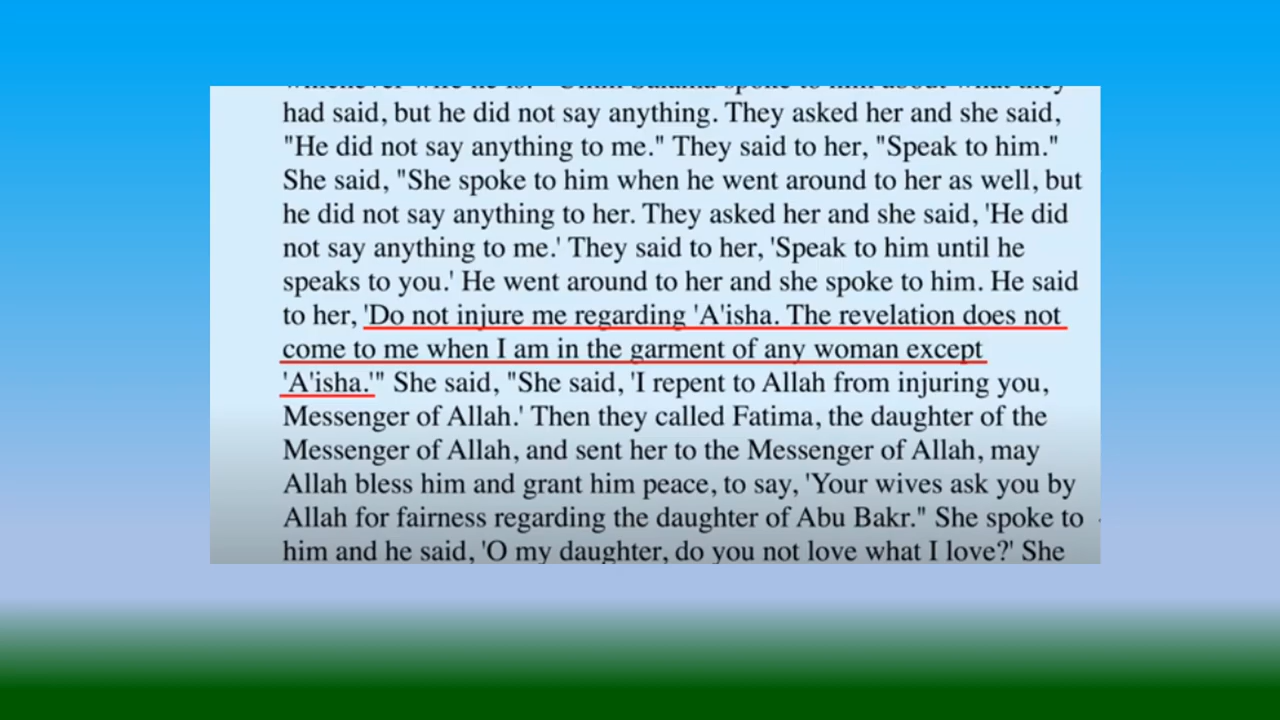 had said, but he did not say anything. They asked her and she said,
"He did not say anything to me." They said to her, "Speak to him."
She said, "She spoke to him when he went around to her as well, but
he did not say anything to her. They asked her and she said, 'He did
not say anything to me.' They said to her, 'Speak to him until he
speaks to you.' He went around to her and she spoke to him. He said
to her, 'Do not injure me regarding 'A'isha. The revelation does not
come to me when I am in the garment of any woman except
'A'isha.'" She said, "She said, 'I repent to Allah from injuring you,
Messenger of Allah.' Then they called Fatima, the daughter of the
Messenger of Allah, and sent her to the Messenger of Allah, may
Allah bless him and grant him peace, to say, 'Your wives ask you by
Allah for fairness regarding the daughter of Abu Bakr." She spoke to
him and he said, 'O my daughter, do you not love what I love?' She